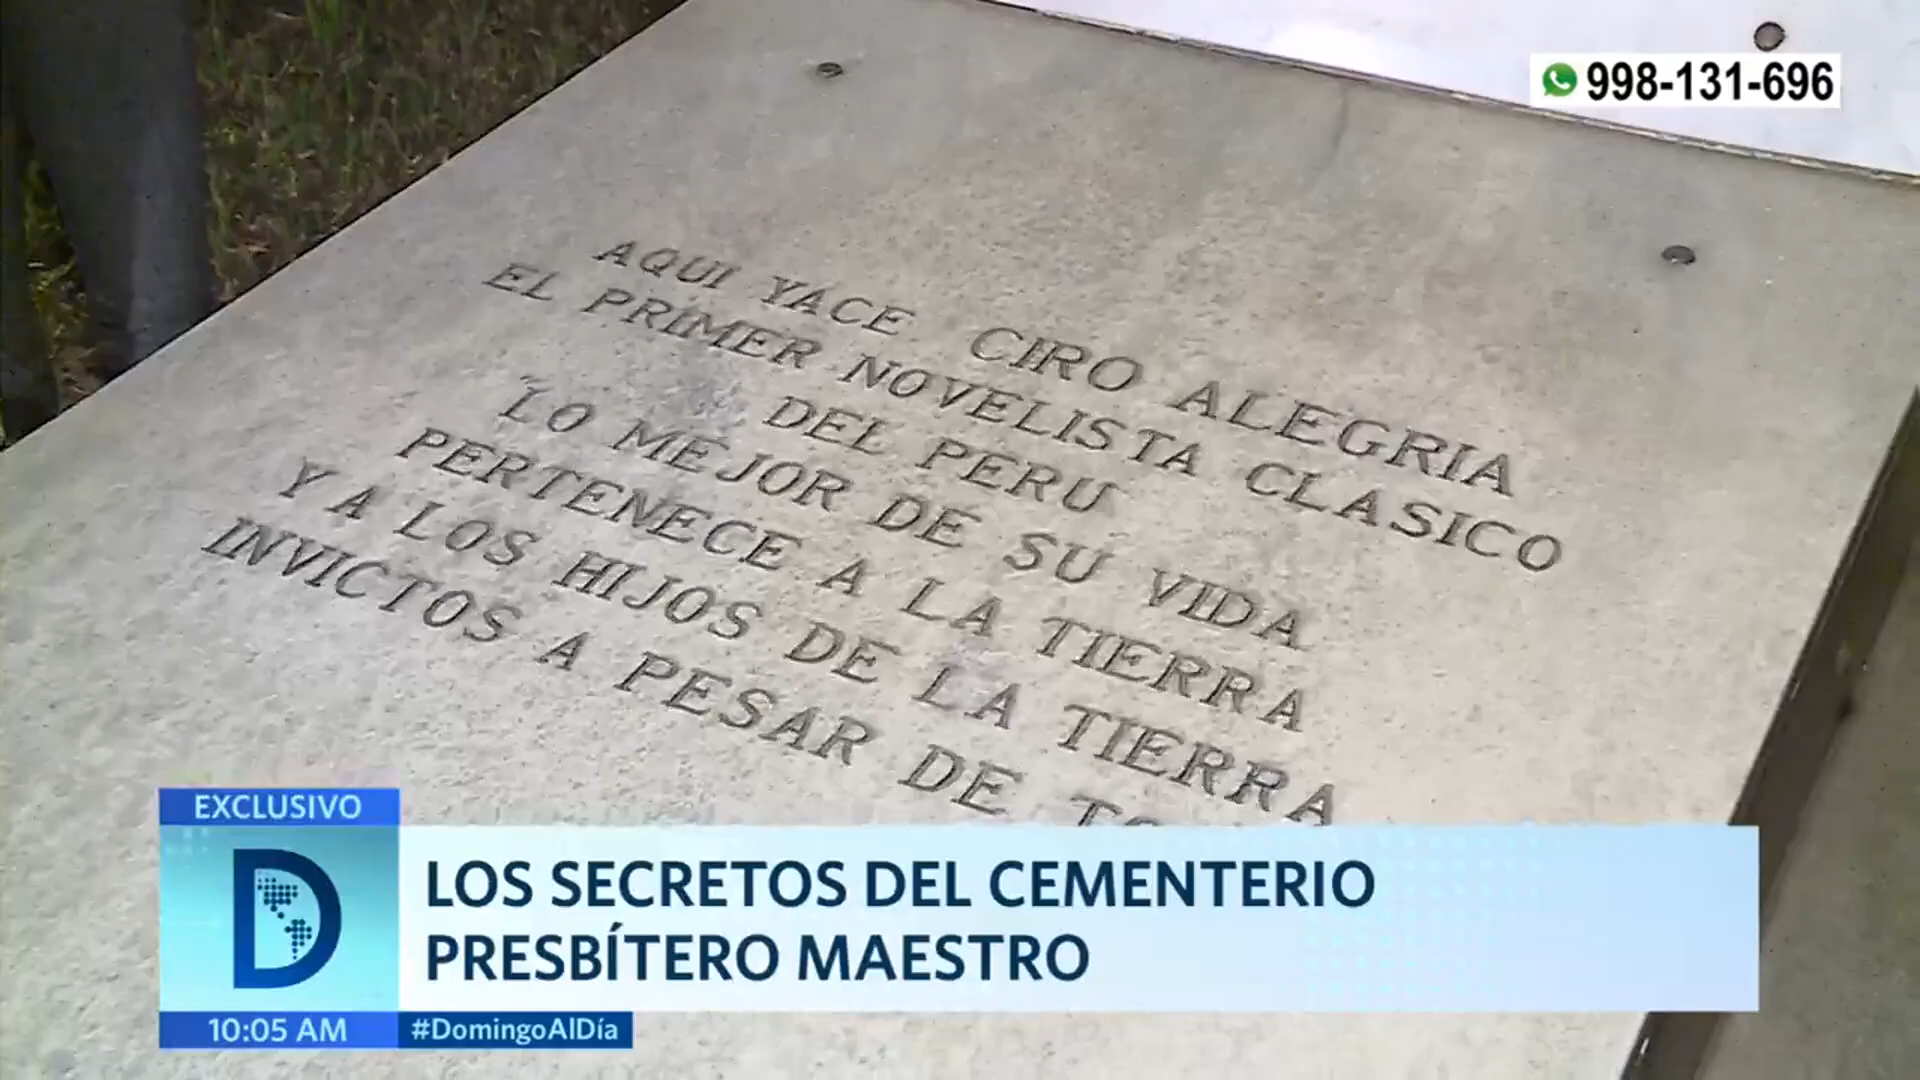 998-131-696
AQUI YACE CIRO ALEGRIA
EL PRIMER NOVELISTA CLASICO
DEL PERU
"LO MEJOR DE SU VIDA
PERTENECE A LA TIERRA
Y A LOS HIJOS DE LA TIERRA
INVICTOS A PESAR DE
EXCLUSIVO
D
LOS SECRETOS DEL CEMENTERIO
PRESBÍTERO MAESTRO
10:05 AM #DomingoAlDía